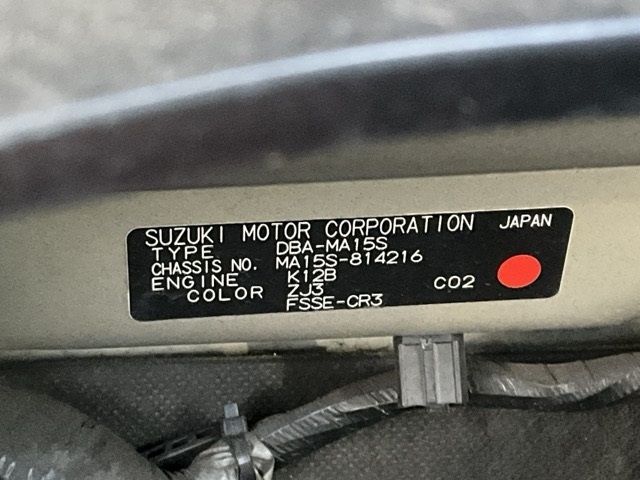 SUZUKI MOTOR CORPORATION JAPAN
TYPE DBA-MA15S
CHASSIS NO. MA15S-814216
ENGINE K12B
COLOR ZJ3 C02
FSSE-CR3